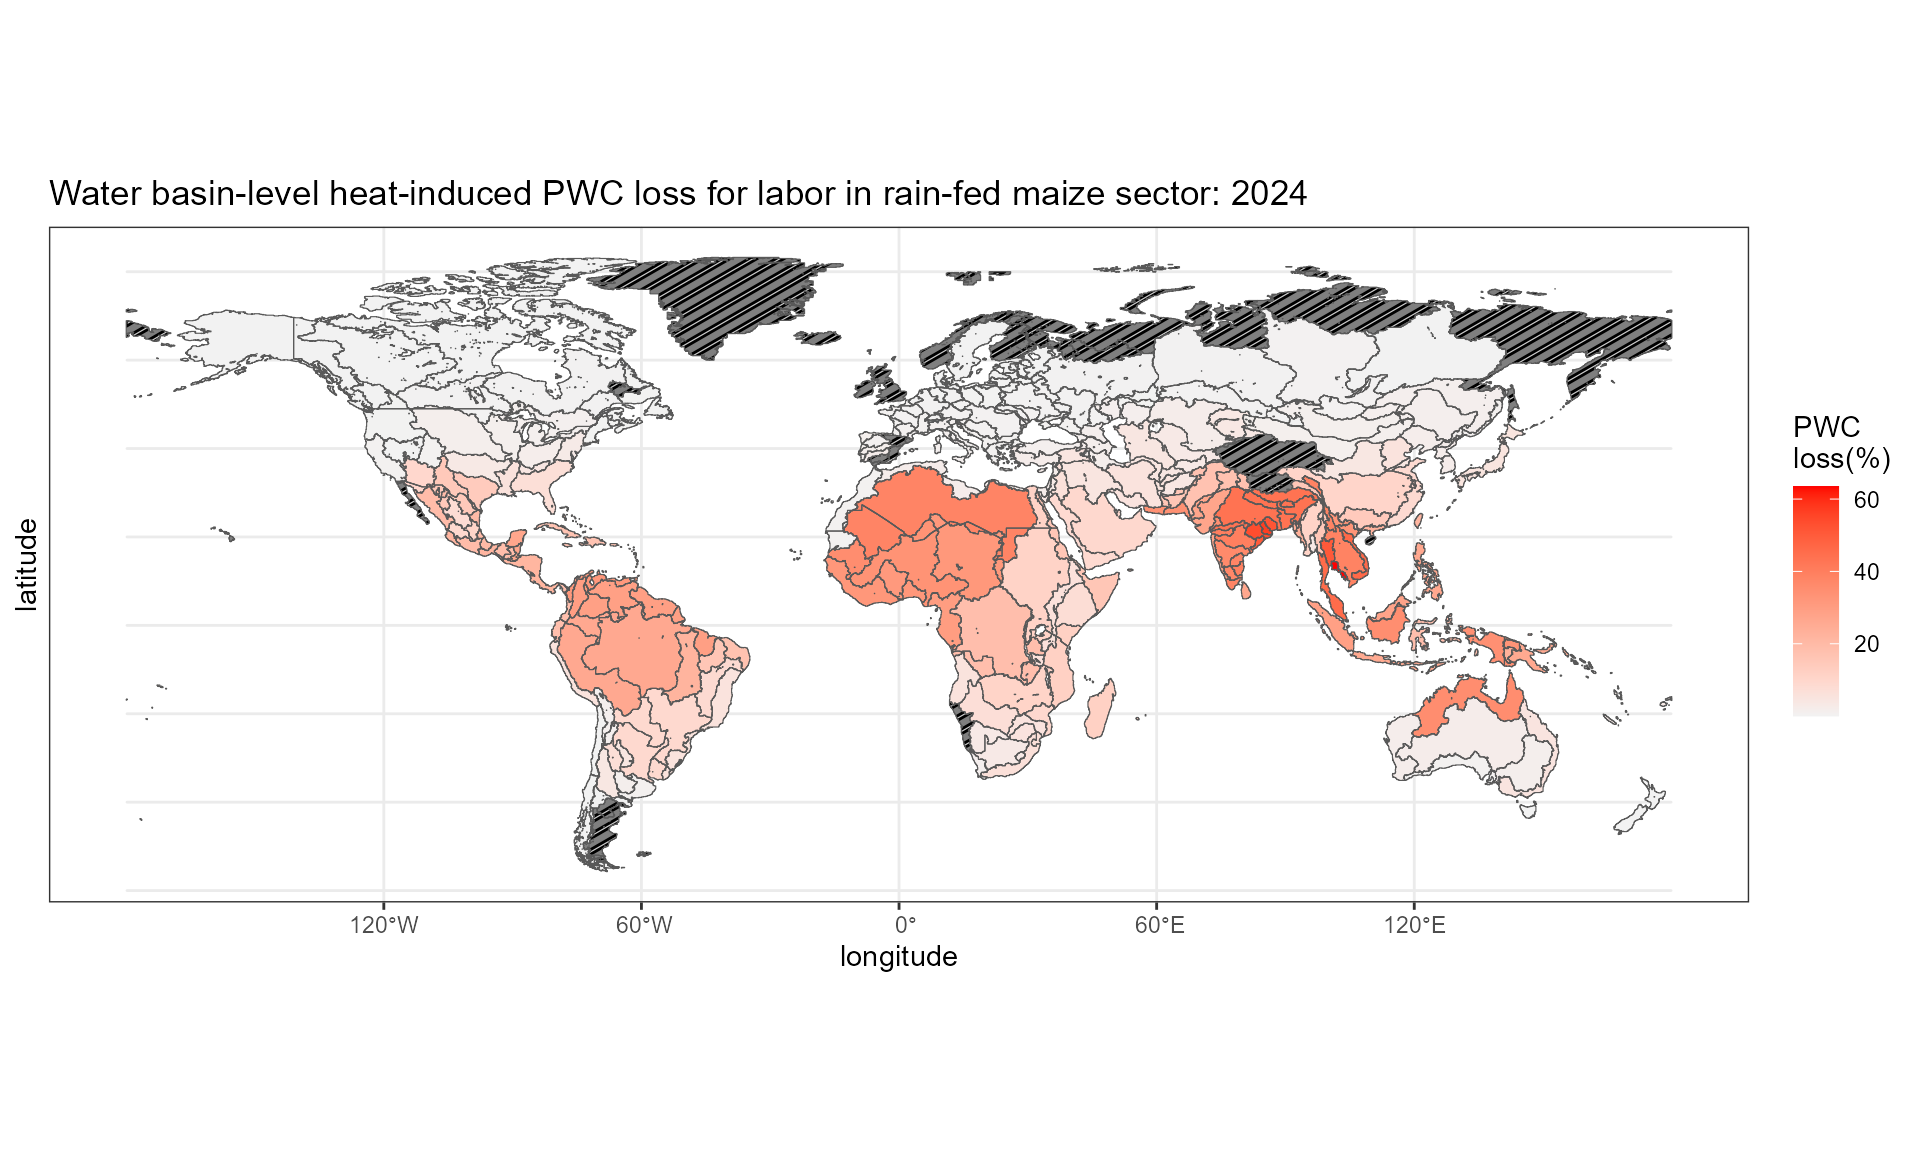 Water basin-level heat-induced PWC loss for labor in rain-fed maize sector: 2024
latitude
120°W
60°W
0°
60°E
120°E
longitude
PWC
loss(%)
60
40
20